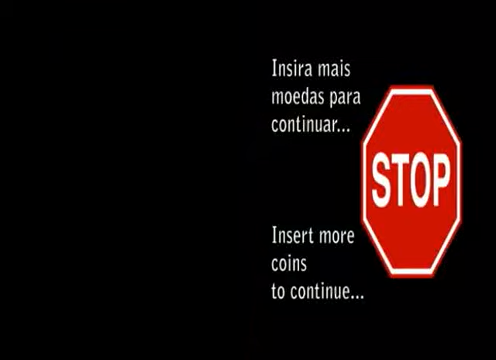 Insira mais
moedas para
continuar...
STOP
Insert more
coins
to continue...